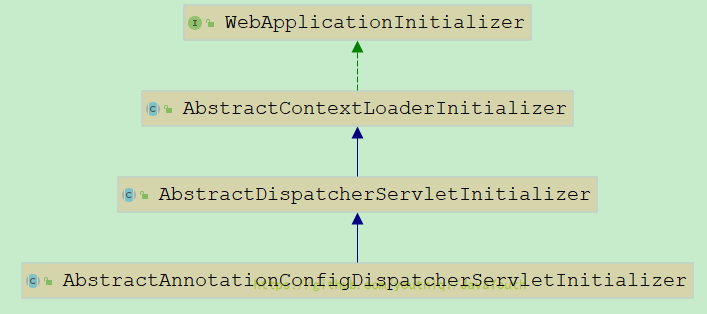 WebApplicationInitializer
AbstractContextLoaderInitializer
AbstractDispatcherServletInitializer
AbstractAnnotationConfigDispatcherServletInitializer